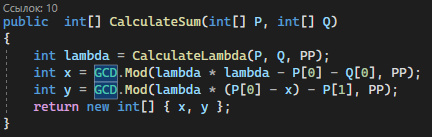 Ссылок: 10
public int[] CalculateSum(int[] P, int[] Q)
{
int lambda = CalculateLambda(P, Q, PP);
int x = GCD.Mod(lambda * lambda - P[0] - Q[0], PP);
int y = GCD.Mod(lambda * (P[0] - x) - P[1], PP);
return new int[] { x, y };
}